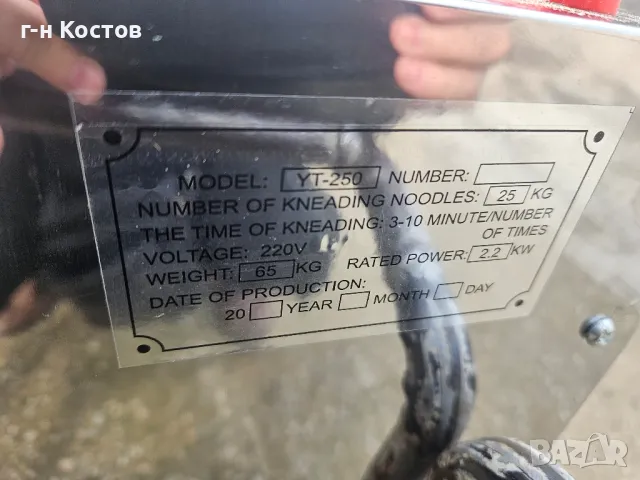 г-н Костов
MODEL: YT-250 NUMBER:
NUMBER OF KNEADING NOODLES: 25 KG
THE TIME OF KNEADING: 3-10 MINUTE/NUMBER
OF TIMES
VOLTAGE: 220V
WEIGHT: 65 KG RATED POWER: 2.2 KW
DATE OF PRODUCTION:
20 YEAR MONTH DAY
BAZAR
bg